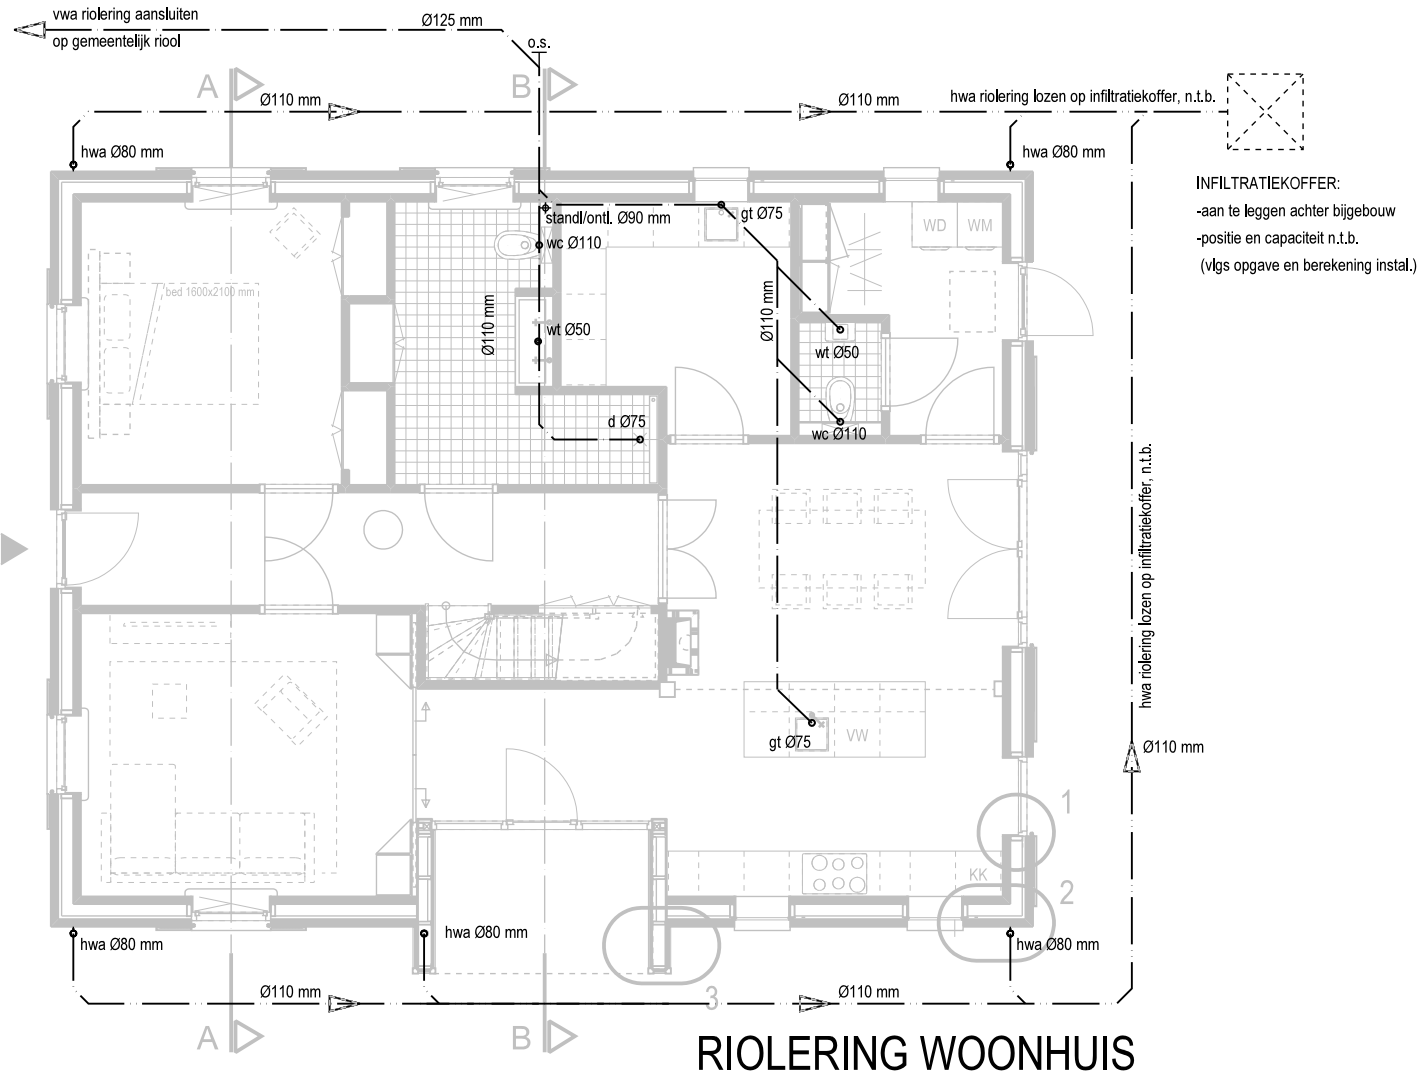 vwa riolering aansluiten
op gemeentelijk riool
Ø125 mm
o.s.
A
B
Ø110 mm
Ø110 mm
hwa riolering lozen op infiltratiekoffer, n.t.b.
hwa Ø80 mm
hwa Ø80 mm
INFILTRATIEKOFFER:
-aan te leggen achter bijgebouw
-positie en capaciteit n.t.b.
(vlgs opgave en berekening instal.)
standl/ontl. Ø90 mm
gt Ø75
WD
WM
wc Ø110
bed 1600x2100 mm
Ø110 mm
wt Ø50
Ø110 mm
wt Ø50
d Ø75
wc Ø110
hwa riolering lozen op infiltratiekoffer, n.t.b.
gt Ø75
VW
Ø110 mm
1
KK
2
hwa Ø80 mm
hwa Ø80 mm
hwa Ø80 mm
Ø110 mm
3
Ø110 mm
A
B
RIOLERING WOONHUIS